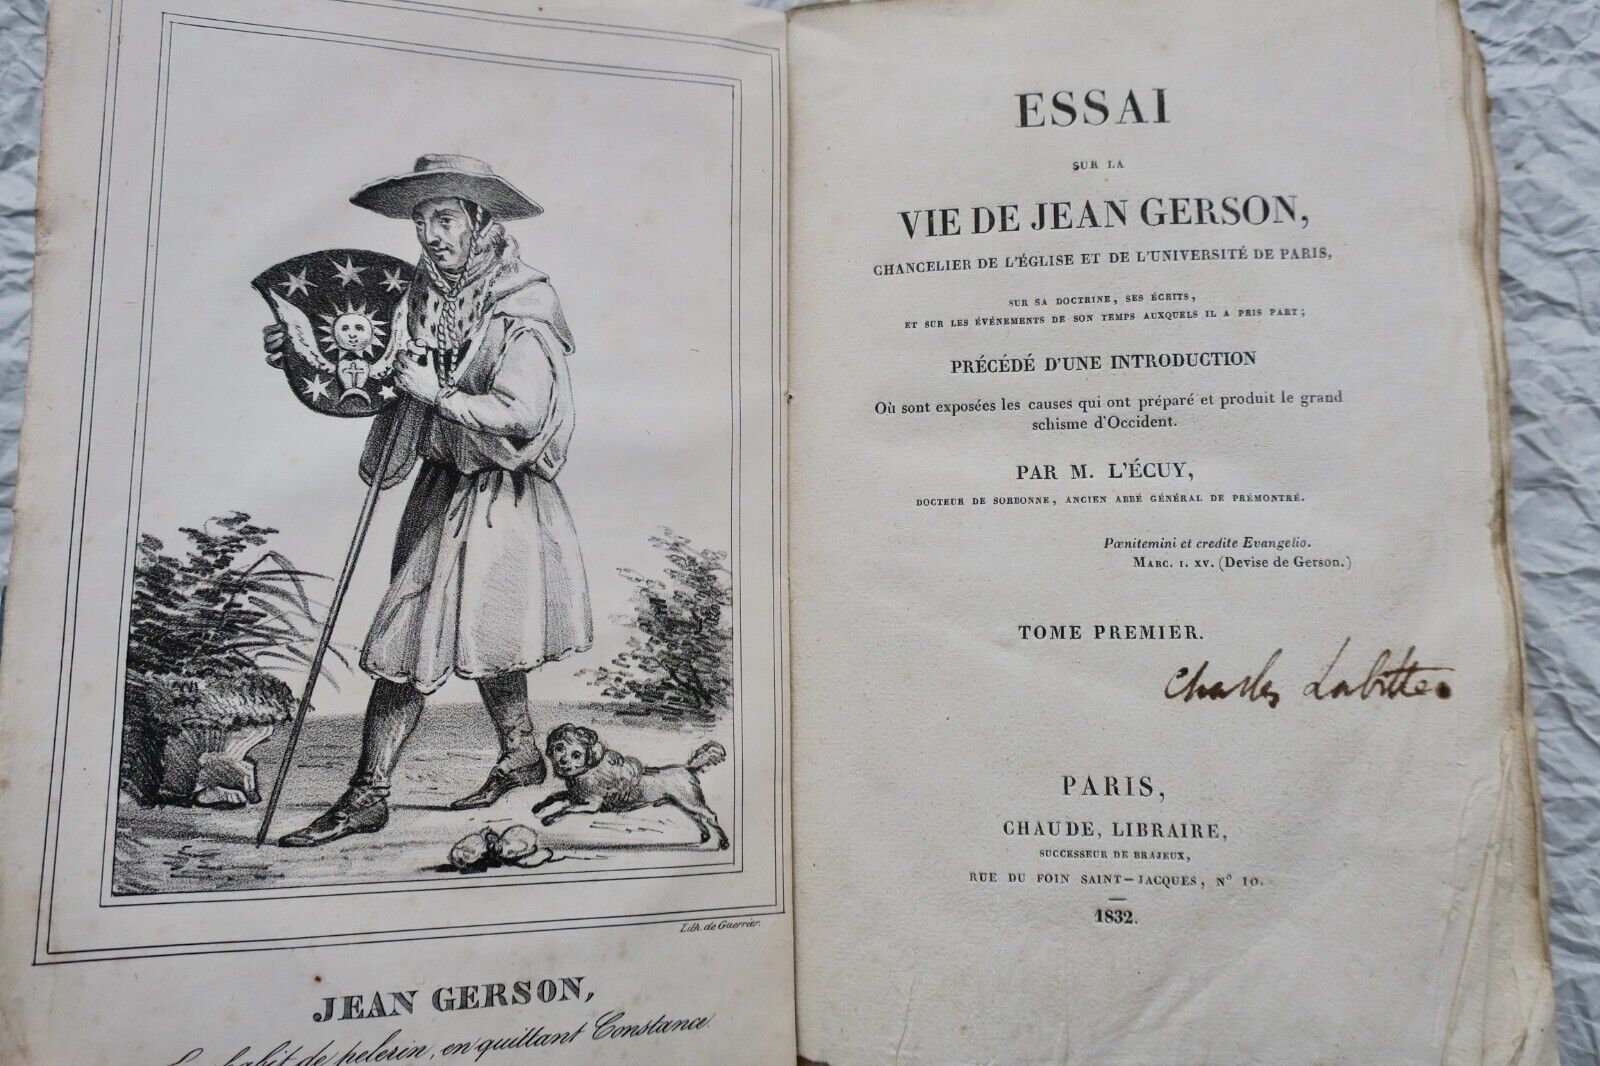 Lith. de Guerrier.
JEAN GERSON,
habit de pelerin, en quittant Constance.
ESSAI
SUR LA
VIE DE JEAN GERSON,
CHANCELIER DE L'ÉGLISE ET DE L'UNIVERSITÉ DE PARIS,
SUR SA DOCTRINE, SES ÉCRITS,
ET SUR LES ÉVÉNEMENTS DE SON TEMPS AUXQUELS IL A PRIS PART;
PRÉCÉDÉ D'UNE INTRODUCTION
Où sont exposées les causes qui ont préparé et produit le grand
schisme d'Occident.
PAR M. L'ÉCUY,
DOCTEUR DE SORBONNE, ANCIEN ABBÉ GÉNÉRAL DE PRÉMONTRÉ.
Pœnitemini et credite Evangelio.
MARC. I. XV. (Devise de Gerson.)
TOME PREMIER.
Charles Labitte
PARIS,
CHAUDE, LIBRAIRE,
SUCCESSEUR DE BRAJEUX,
RUE DU FOIN SAINT-JACQUES, Nº 10.
1832.